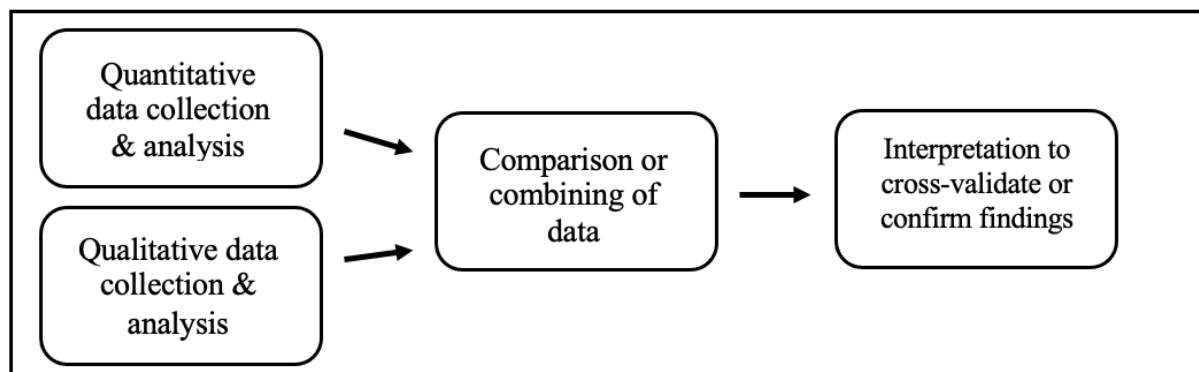 Quantitative
data collection
& analysis
Qualitative data
collection &
analysis
Comparison or
combining of
data
Interpretation to
cross-validate or
confirm findings